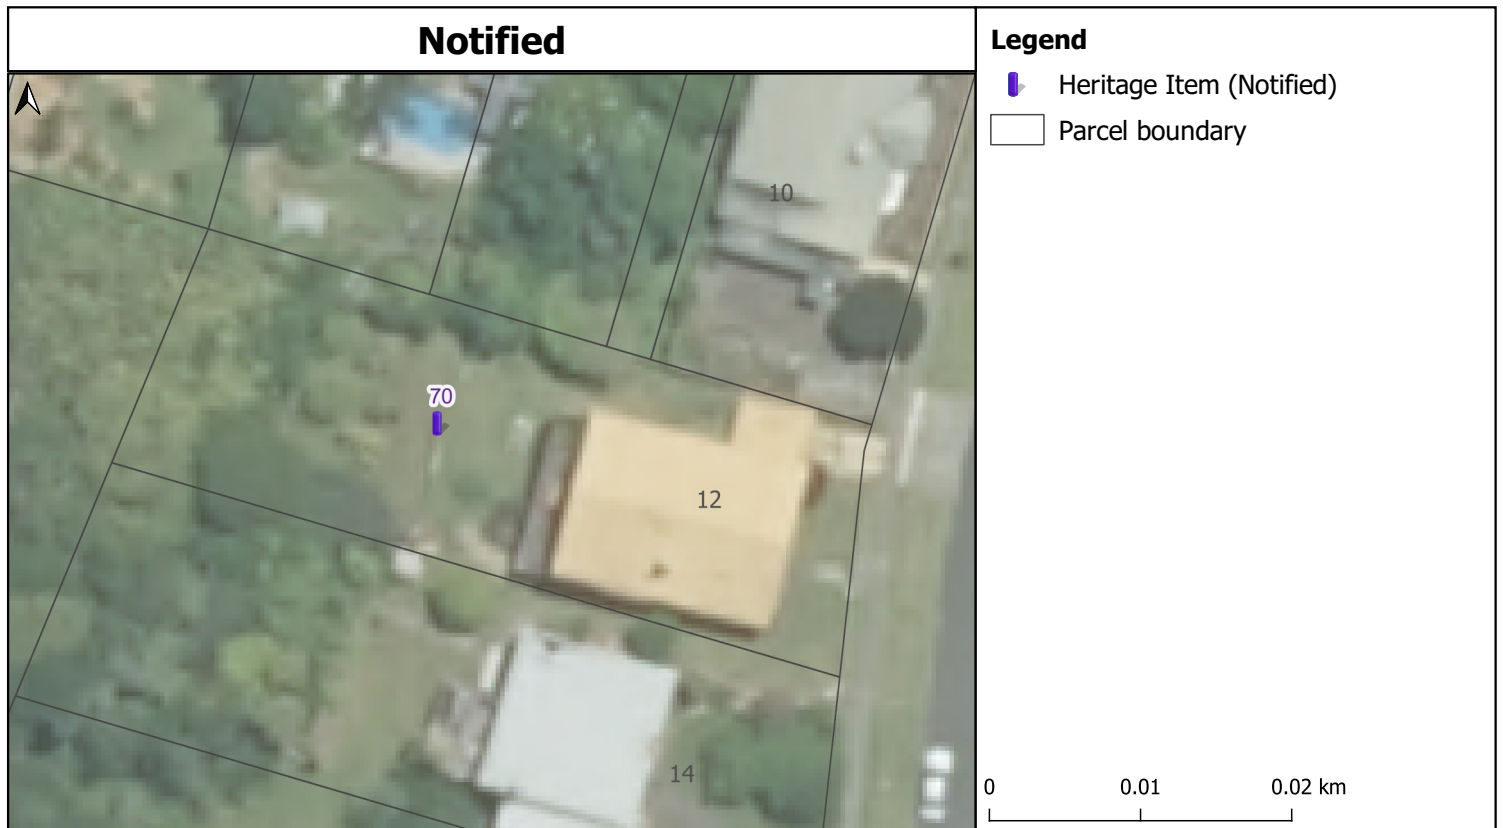 Notified
Legend
Heritage Item (Notified)
Parcel boundary
10
70
12
14
0 0.01 0.02 km